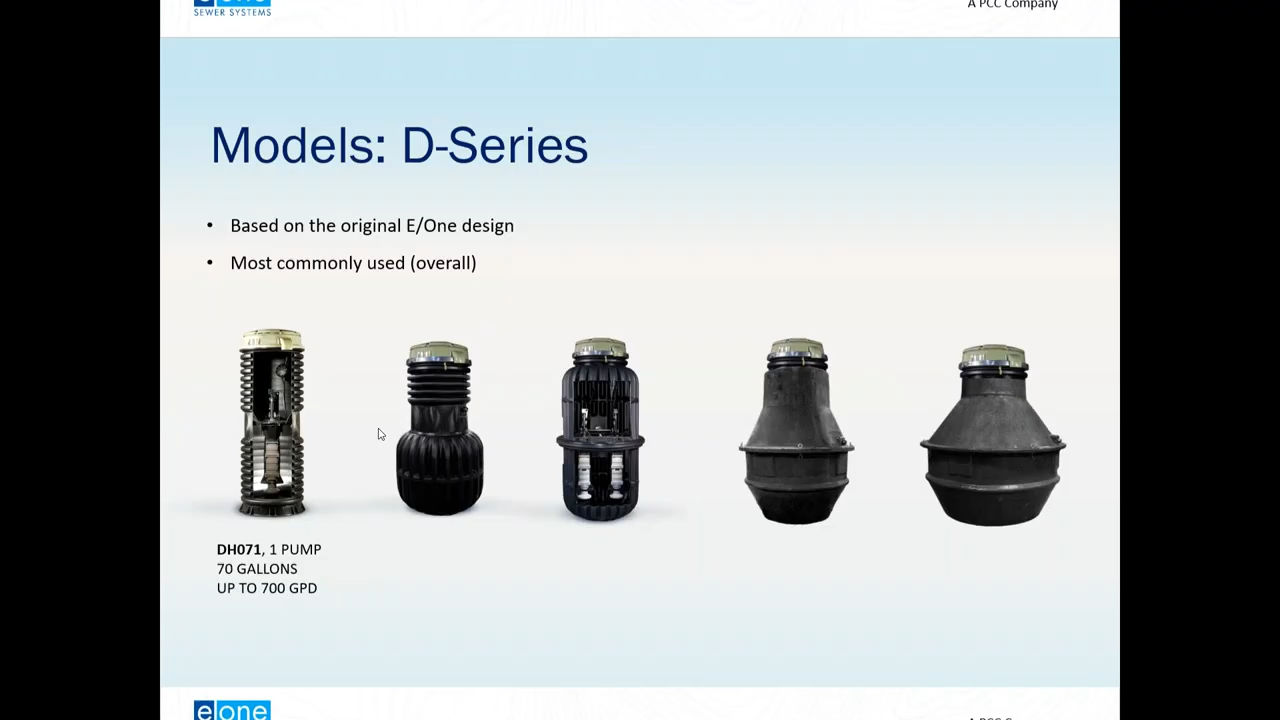 eone
SEWER SYSTEMS
A PCC Company
Models: D-Series
• Based on the original E/One design
• Most commonly used (overall)
DH071, 1 PUMP
70 GALLONS
UP TO 700 GPD
eone